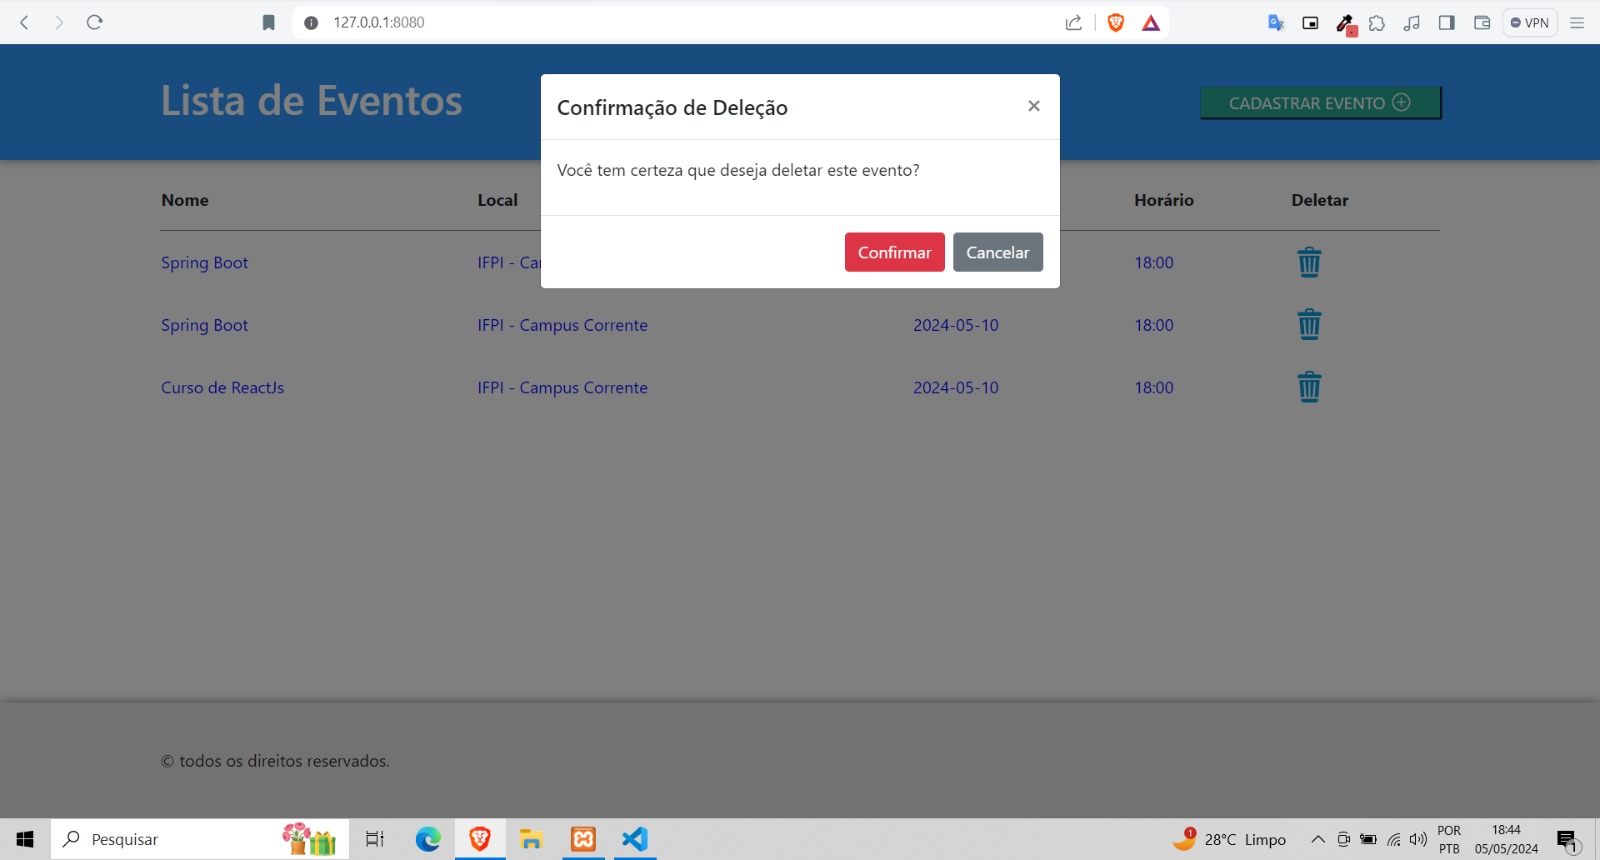 127.0.0.1:8080
VPN
Lista de Eventos
Confirmação de Deleção
×
CADASTRAR EVENTO
Você tem certeza que deseja deletar este evento?
Nome Local Horário Deletar
Confirmar Cancelar
Spring Boot IFPI - Ca 18:00
Spring Boot IFPI - Campus Corrente 2024-05-10 18:00
Curso de ReactJs IFPI - Campus Corrente 2024-05-10 18:00
© todos os direitos reservados.
Pesquisar
1
28°C Limpo
POR
PTB
18:44
05/05/2024
1